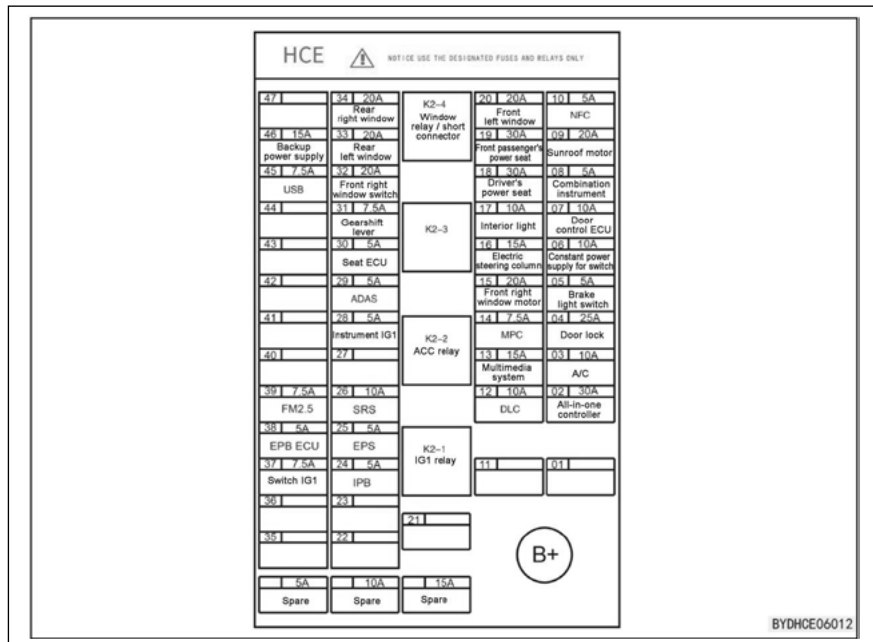 HCE
NOTICE USE THE DESIGNATED FUSES AND RELAYS ONLY
47
46 15A
Backup
power supply
45 7.5A
USB
44
43
42
41
40
39 7.5A
FM2.5
38 5A
EPB ECU
37 7.5A
Switch IG1
36
35
34 20A
Rear
right window
33 20A
Rear
left window
32 20A
Front right
window switch
31 7.5A
Gearshift
lever
30 5A
Seat ECU
29 5A
ADAS
28 5A
Instrument IG1
27
26 10A
SRS
25 5A
EPS
24 5A
IPB
23
22
K2-4
Window
relay / short
connector
K2-3
K2-2
ACC relay
K2-1
IG1 relay
21
20 20A
Front
left window
19 30A
Front passenger's
power seat
18 30A
Driver's
power seat
17 10A
Interior light
16 15A
Electric
steering column
15 20A
Front right
window motor
14 7.5A
MPC
13 15A
Multimedia
system
12 10A
DLC
11
10 5A
NFC
09 20A
Sunroof motor
08 5A
Combination
instrument
07 10A
Door
control ECU
06 10A
Constant power
supply for switch
05 5A
Brake
light switch
04 25A
Door lock
03 10A
A/C
02 30A
All-in-one
controller
01
B+
5A
Spare
10A
Spare
15A
Spare
BYDHCE06012